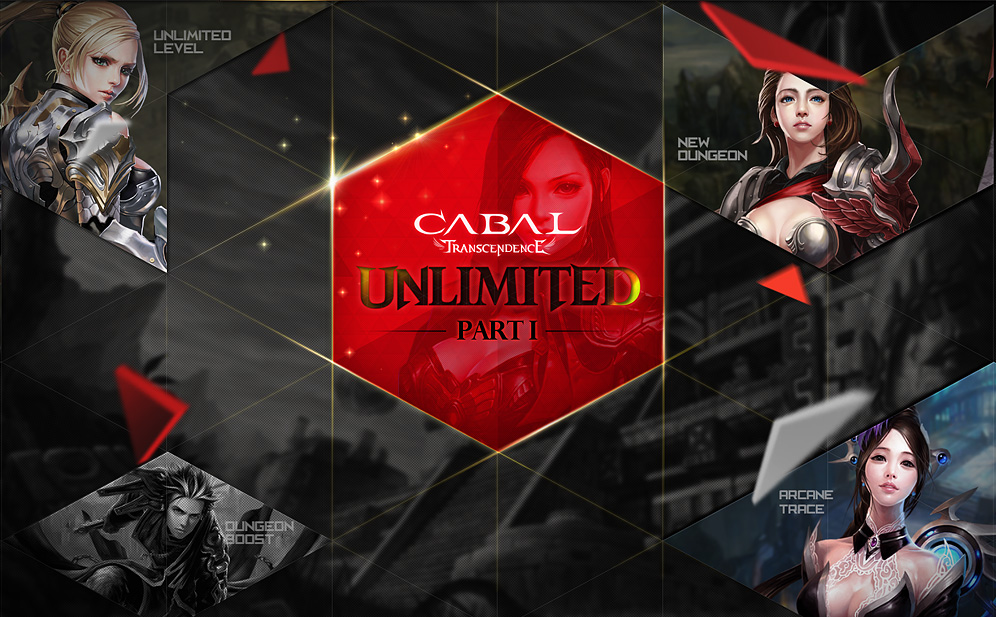 UNLIMITED
LEVEL
NEW
DUNGEON
CABAL
TRANSCENDENCE
UNLIMITED
PART I
ARCANE
TRACE
DUNGEON
BOOST